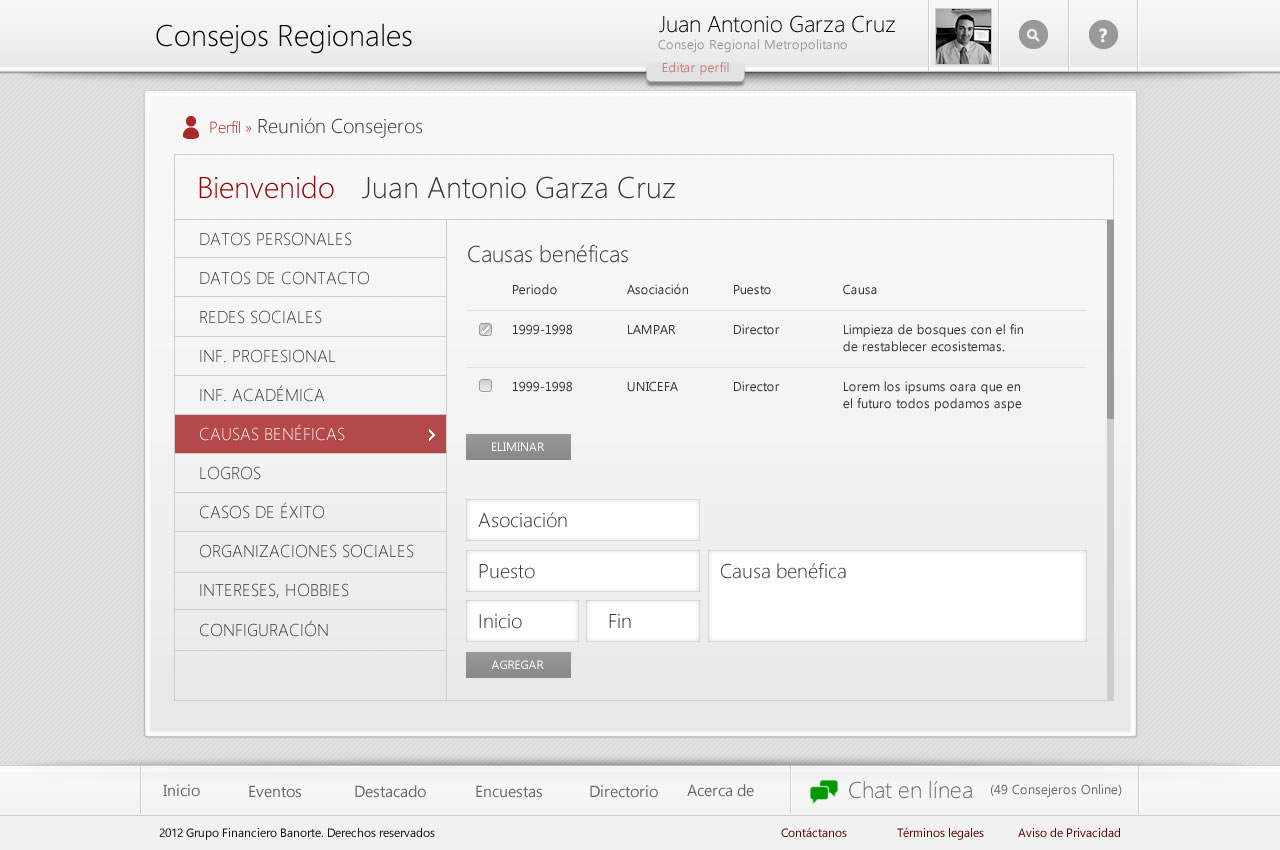 Consejos Regionales
Juan Antonio Garza Cruz
Consejo Regional Metropolitano
Editar perfil
?
Perfil » Reunión Consejeros
Bienvenido Juan Antonio Garza Cruz
DATOS PERSONALES
DATOS DE CONTACTO
REDES SOCIALES
INF. PROFESIONAL
INF. ACADÉMICA
CAUSAS BENÉFICAS
LOGROS
CASOS DE ÉXITO
ORGANIZACIONES SOCIALES
INTERESES, HOBBIES
CONFIGURACIÓN
Causas benéficas
Periodo Asociación Puesto Causa
1999-1998 LAMPAR Director Limpieza de bosques con el fin
de restablecer ecosistemas.
1999-1998 UNICEFA Director Lorem los ipsums oara que en
el futuro todos podamos aspe
ELIMINAR
Asociación
Puesto
Causa benéfica
Inicio
Fin
AGREGAR
Inicio Eventos Destacado Encuestas Directorio Acerca de
Chat en línea (49 Consejeros Online)
2012 Grupo Financiero Banorte. Derechos reservados
Contáctanos Términos legales Aviso de Privacidad